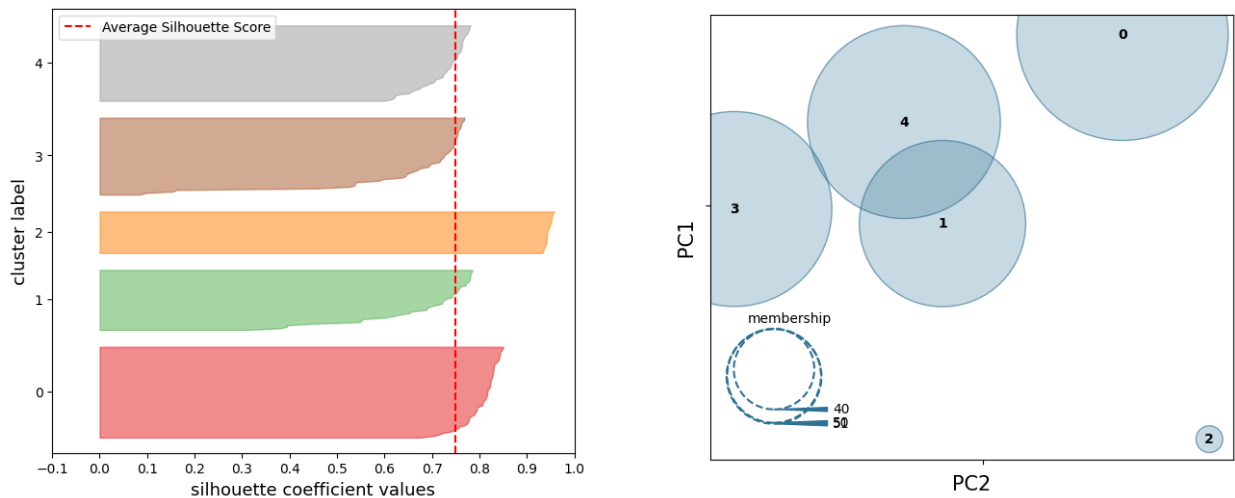 Average Silhouette Score
cluster label
4
3
2
1
0
−0.1 0.0 0.1 0.2 0.3 0.4 0.5 0.6 0.7 0.8 0.9 1.0
silhouette coefficient values
0
4
3
1
2
membership
40
50
51
PC1
PC2